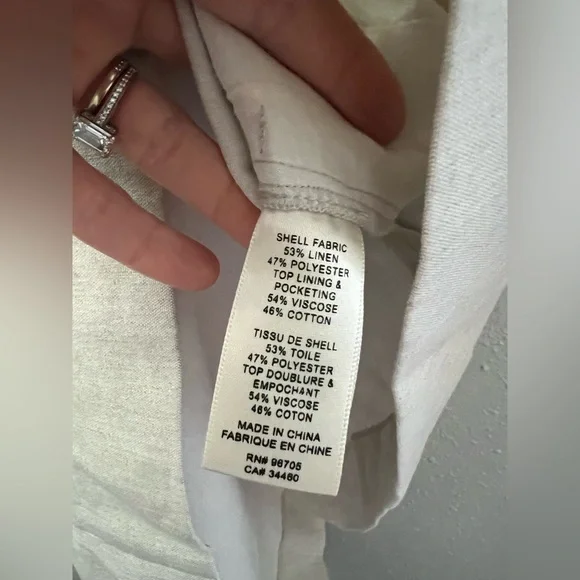 SHELL FABRIC
53% LINEN
47% POLYESTER
TOP LINING &
POCKETING
54% VISCOSE
46% COTTON
TISSU DE SHELL
53% TOILE
47% POLYESTER
TOP DOUBLURE &
EMPOCHANT
54% VISCOSE
46% COTON
MADE IN CHINA
FABRIQUE EN CHINE
RN# 96705
CA# 34460